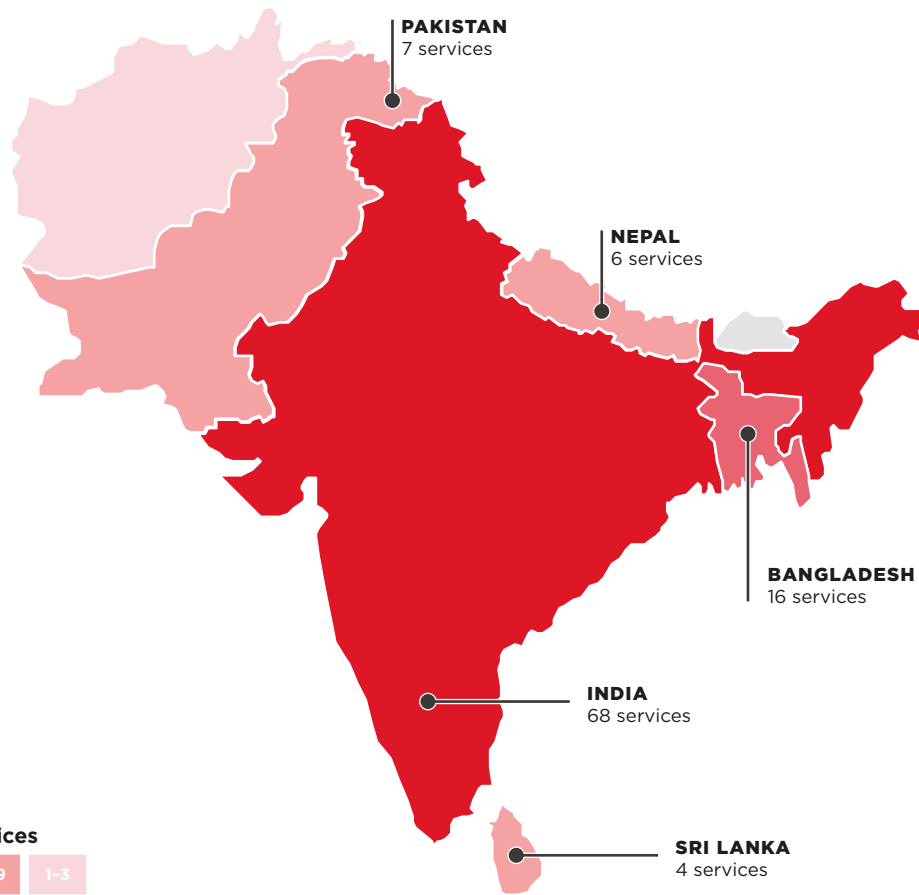 PAKISTAN
7 services
NEPAL
6 services
BANGLADESH
16 services
INDIA
68 services
SRI LANKA
4 services
ices
9 1–3